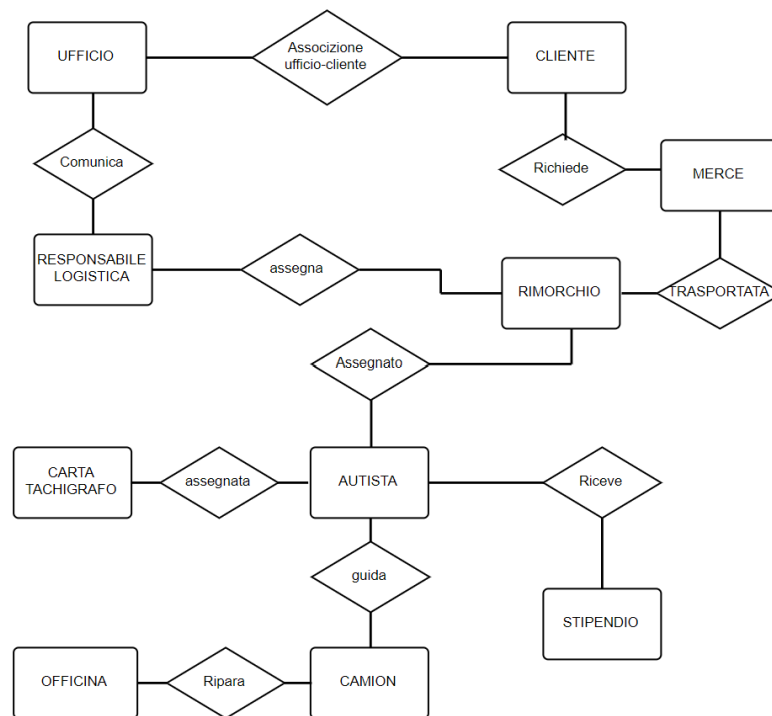 UFFICIO
Associzione
ufficio-cliente
CLIENTE
Comunica
Richiede
MERCE
RESPONSABILE
LOGISTICA
assegna
RIMORCHIO
TRASPORTATA
Assegnato
CARTA
TACHIGRAFO
assegnata
AUTISTA
Riceve
guida
STIPENDIO
OFFICINA
Ripara
CAMION